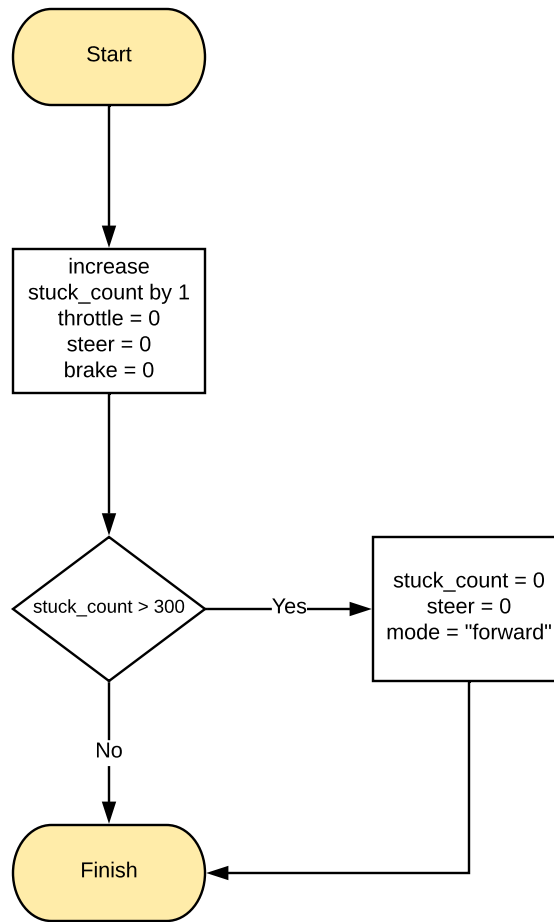 Start
increase
stuck_count by 1
throttle = 0
steer = 0
brake = 0
stuck_count > 300
Yes
stuck_count = 0
steer = 0
mode = "forward"
No
Finish